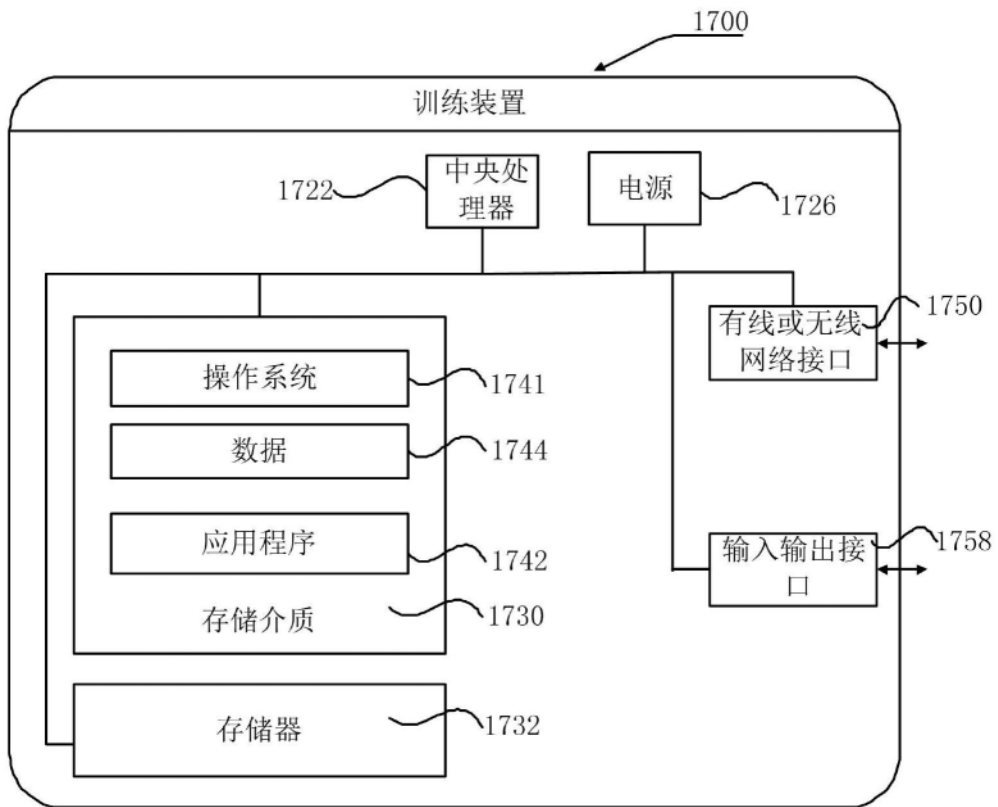 1700
训练装置
1722
中央处
理器
电源
1726
有线或无线
网络接口
1750
操作系统
1741
数据
1744
应用程序
1742
存储介质
1730
输入输出接
口
1758
存储器
1732